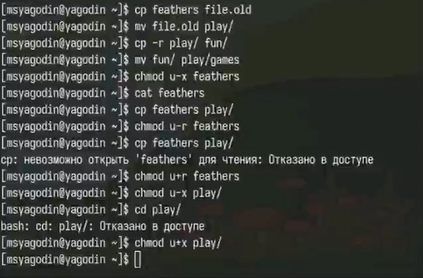 [msyagodin@yagodin ~]$ cp feathers file.old
[msyagodin@yagodin ~]$ mv file.old play/
[msyagodin@yagodin ~]$ cp -r play/ fun/
[msyagodin@yagodin ~]$ mv fun/ play/games
[msyagodin@yagodin ~]$ chmod u-x feathers
[msyagodin@yagodin ~]$ cat feathers
[msyagodin@yagodin ~]$ cp feathers play/
[msyagodin@yagodin ~]$ chmod u-r feathers
[msyagodin@yagodin ~]$ cp feathers play/
cp: невозможно открыть 'feathers' для чтения: Отказано в доступе
[msyagodin@yagodin ~]$ chmod u+r feathers
[msyagodin@yagodin ~]$ chmod u-x play/
[msyagodin@yagodin ~]$ cd play/
bash: cd: play/: Отказано в доступе
[msyagodin@yagodin ~]$ chmod u+x play/
[msyagodin@yagodin ~]$